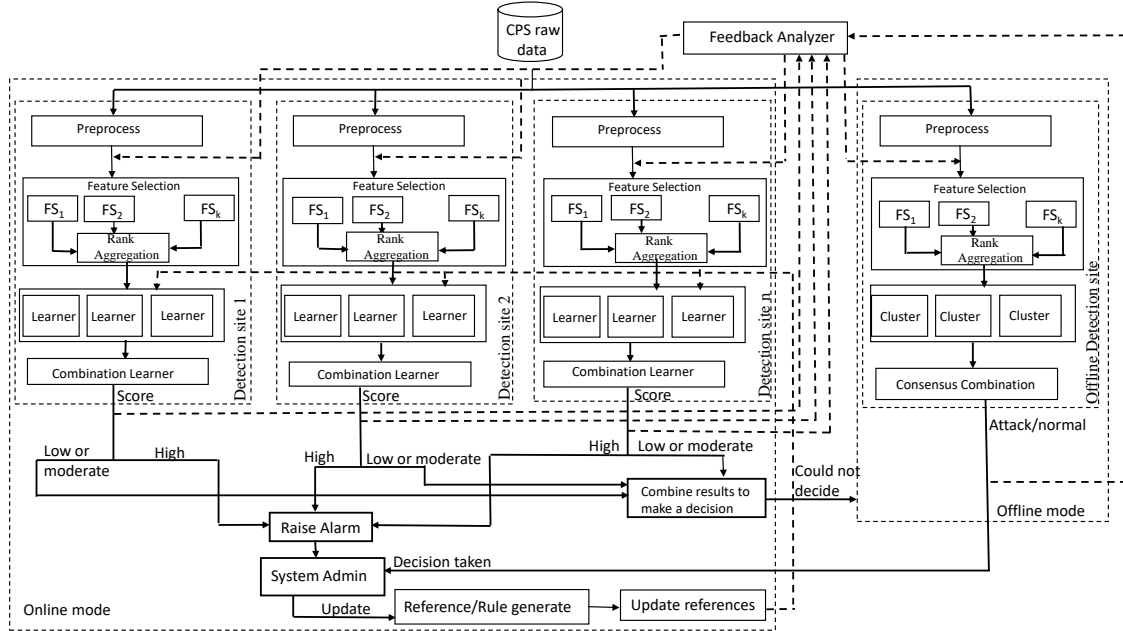 CPS raw
data
Feedback Analyzer
Preprocess
Preprocess
Preprocess
Preprocess
Feature Selection
FS1
FS2
FSk
Rank
Aggregation
Feature Selection
FS1
FS2
FSk
Rank
Aggregation
Feature Selection
FS1
FS2
FSk
Rank
Aggregation
Feature Selection
FS1
FS2
FSk
Rank
Aggregation
Learner
Learner
Learner
Detection site 1
Learner
Learner
Learner
Detection site 2
Learner
Learner
Learner
Detection site n
Cluster
Cluster
Cluster
Offline Detection site
Combination Learner
Combination Learner
Combination Learner
Consensus Combination
Score
Score
Score
Attack/normal
Low or
moderate
High
High
Low or moderate
High
Low or moderate
Could not
decide
Combine results to
make a decision
Raise Alarm
Offline mode
System Admin
Decision taken
Update
Reference/Rule generate
Update references
Online mode